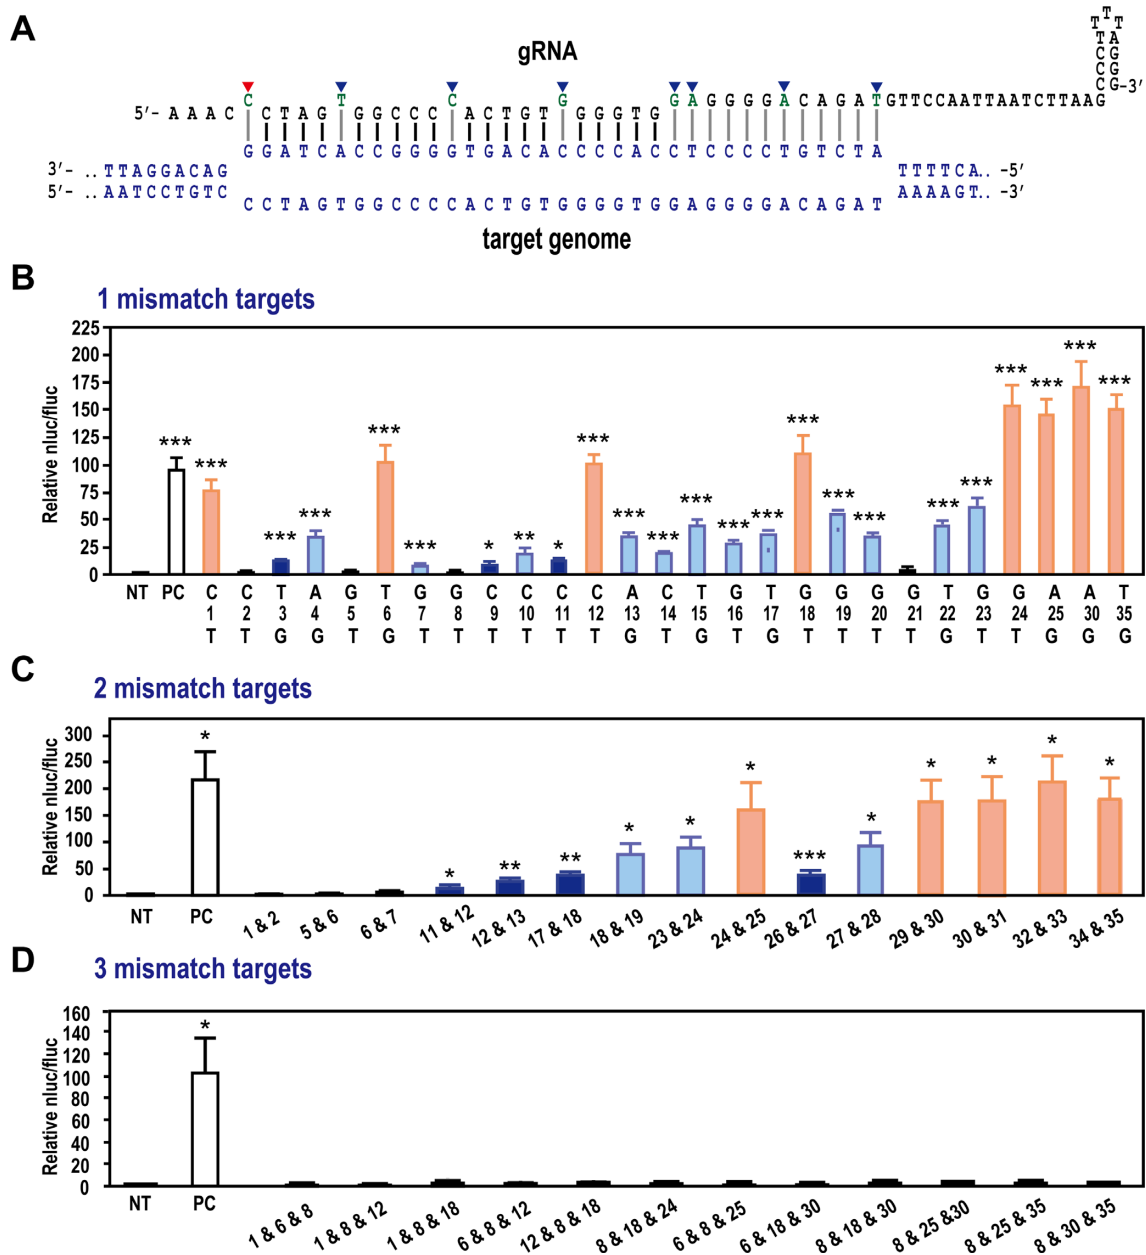 A
gRNA
T T T
T T
T A
C G
C G
C G
G–3′
5′– A A A C C C T A G T G G C C C C A C T G T G G G G T G G A G G G G A C A G A T GTTCCAATTAATCTTAAG
G G A T C A C C G G G G T G A C A C C C C A C C T C C C C T G T C T A
3′– ..TTAGGACAG TTTTCA.. –5′
5′– ..AATCCTGTC AAAAGT.. –3′
C C T A G T G G C C C C A C T G T G G G G T G G A G G G G A C A G A T
target genome
B
1 mismatch targets
Relative nluc/fluc
225
200
175
150
125
100
75
50
25
0
*** *** *** *** *** *** * ** * *** *** *** *** *** *** *** *** *** *** *** *** *** *** ***
NT PC C C T A G T G G C C C C A C T G T G G G G T G G A A T
1 2 3 4 5 6 7 8 9 10 11 12 13 14 15 16 17 18 19 20 21 22 23 24 25 30 35
T T G G T G T T T T T T G T G T G T T T T G T T G G G
C
2 mismatch targets
Relative nluc/fluc
300
250
200
150
100
50
0
* * ** ** * * * *** * * * * *
NT PC 1 & 2 5 & 6 6 & 7 11 & 12 12 & 13 17 & 18 18 & 19 23 & 24 24 & 25 26 & 27 27 & 28 29 & 30 30 & 31 32 & 33 34 & 35
D
3 mismatch targets
Relative nluc/fluc
160
140
120
100
80
60
40
20
0
*
NT PC 1 & 6 & 8 1 & 8 & 12 1 & 8 & 18 6 & 8 & 12 12 & 8 & 18 8 & 18 & 24 6 & 8 & 25 6 & 18 & 30 8 & 18 & 30 8 & 25 &30 8 & 25 & 35 8 & 30 & 35